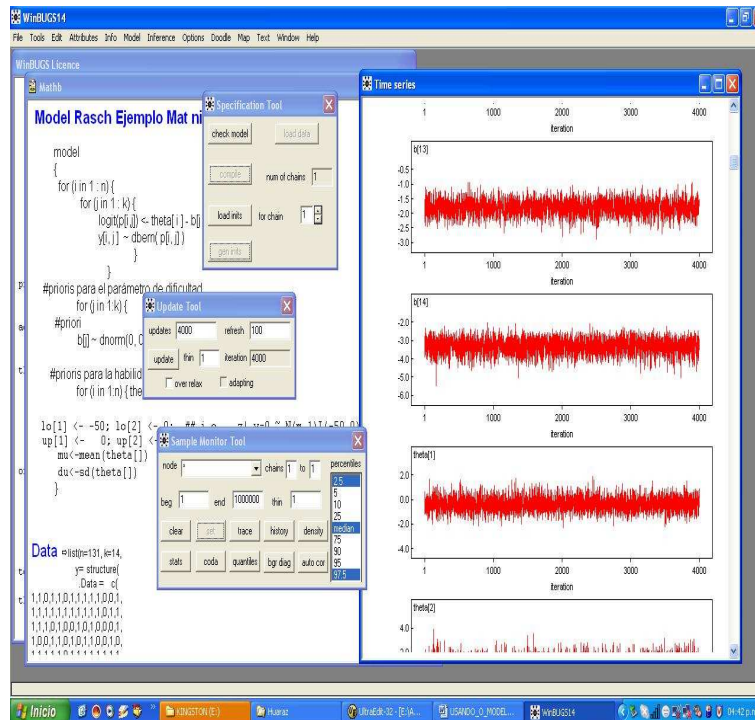 WinBUGS14
File Tools Edit Attributes Info Model Inference Options Doodle Map Text Window Help
WinBUGS Licence
Mathb
Model Rasch Ejemplo Mat ni
model
{
for (i in 1 : n) {
for (j in 1 : k) {
logit(p[i,j]) <- theta[ i ] - b[j
y[i, j ] ~ dbern( p[i, j ] )
}
}
#prioris para el parámetro de dificultad
for (j in 1:k) {
#priori
b[j] ~ dnorm(0, 0
#prioris para la habilid
for (i in 1:n) { the
lo[1] <- -50; lo[2] <- 0;
up[1] <- 0; up[2] <-
mu<-mean(theta[])
du<-sd(theta[])
}
Data ⇨list(n=131, k=14,
y= structure(
.Data = c(
1,1,0,1,1,0,1,1,1,1,1,0,0,1,
1,1,1,1,1,1,1,1,1,1,0,1,1,
1,1,1,0,1,0,0,1,0,1,0,0,0,1,
1,0,0,1,1,0,1,0,1,1,0,0,1,0,
Specification Tool
check model
load data
compile
num of chains 1
load inits
for chain 1
gen inits
Update Tool
updates 4000
refresh 100
update
thin 1
iteration 4000
over relax
adapting
Sample Monitor Tool
node *
chains 1 to 1
percentiles
2.5
5
10
25
median
75
90
95
97.5
beg 1
end 1000000
thin 1
clear
set
trace
history
density
stats
coda
quantiles
bgr diag
auto cor
Time series
1 1000 2000 3000 4000
iteration
b[13]
-0.5
-1.0
-1.5
-2.0
-2.5
-3.0
1 1000 2000 3000 4000
iteration
b[14]
-2.0
-3.0
-4.0
-5.0
-6.0
1 1000 2000 3000 4000
iteration
theta[1]
2.0
0.0
-2.0
-4.0
1 1000 2000 3000 4000
iteration
theta[2]
4.0
2.0
Inicio
KINGSTON (E:)
Huaraz
UltraEdit-32 - [E:\A...
USANDO_O_MODEL...
WinBUGS14
04:42 p.m.